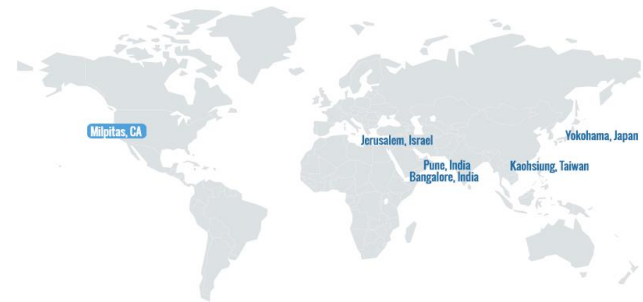 Milpitas, CA
Jerusalem, Israel
Yokohama, Japan
Pune, India
Bangalore, India
Kaohsiung, Taiwan